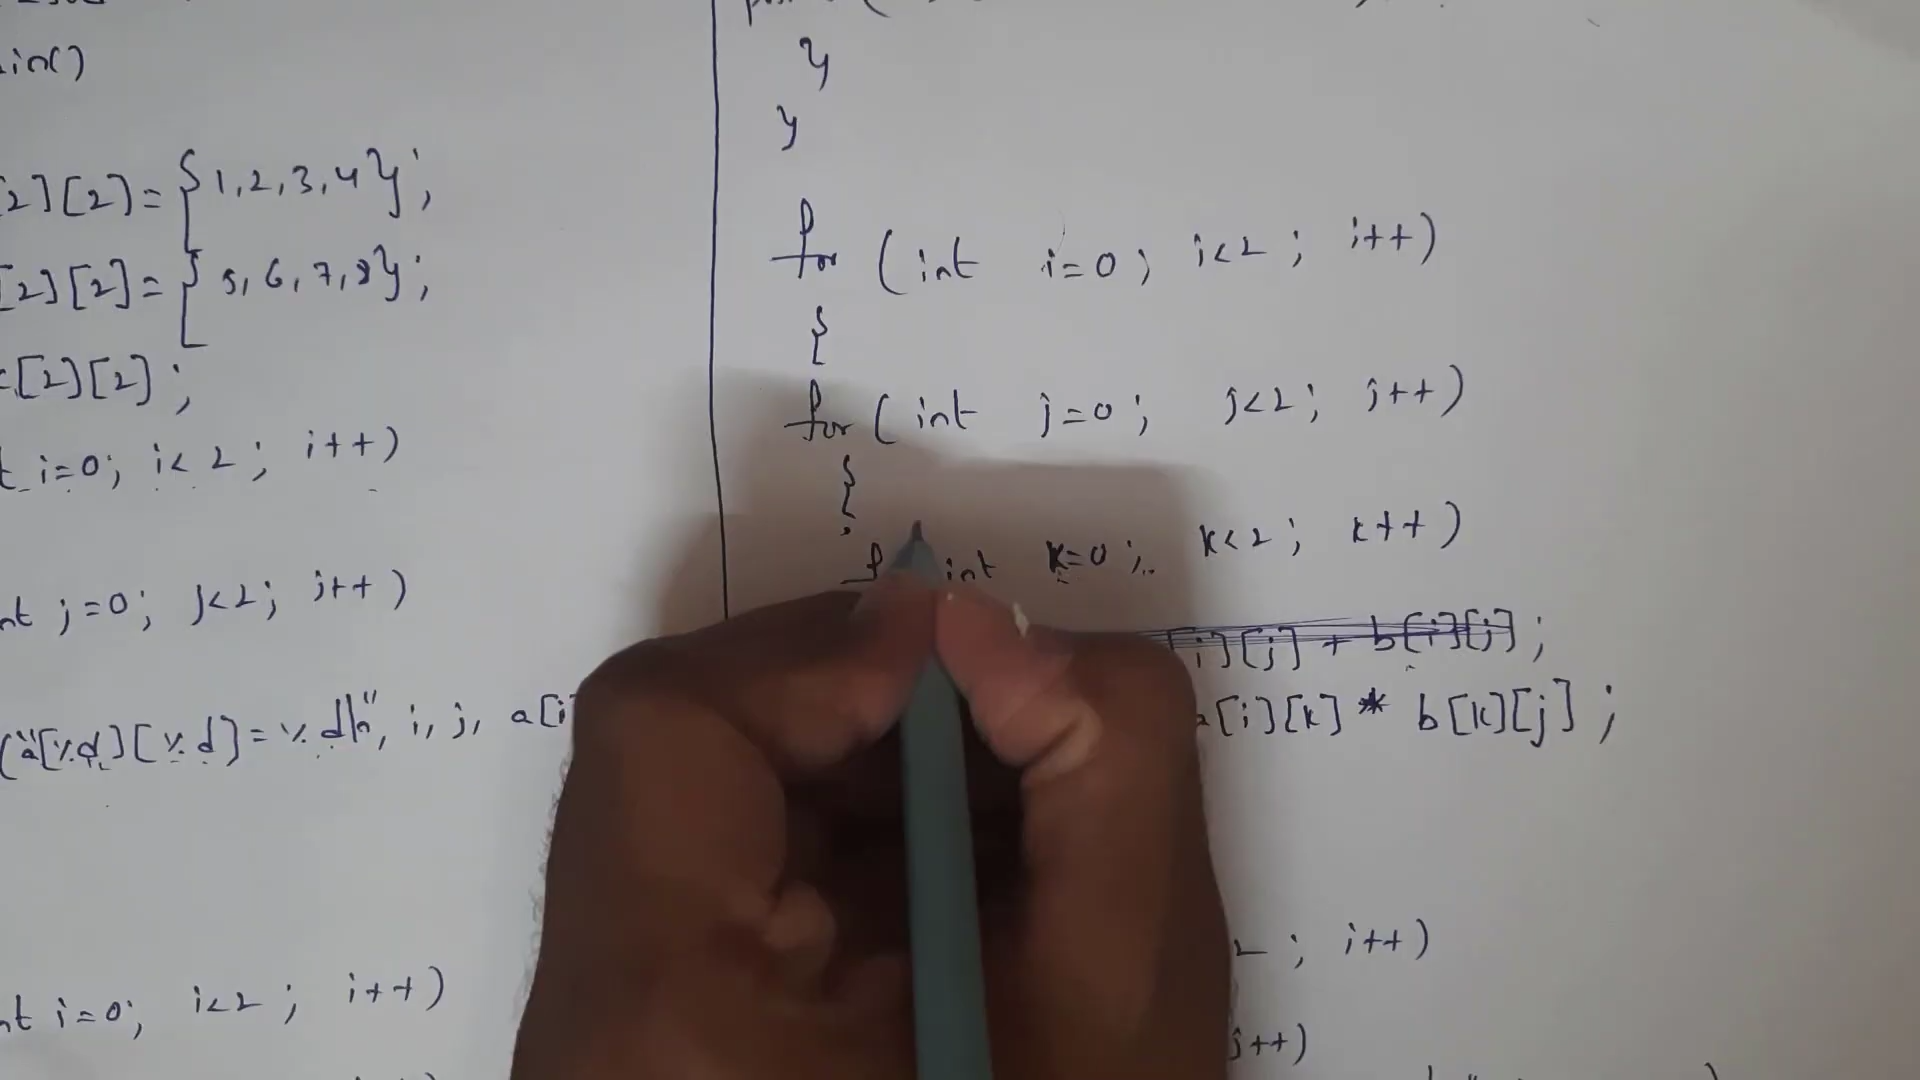 in()
[2][2]={1,2,3,4};
[2][2]={5,6,7,8};
c[2][2];
t i=0; i<2; i++)
nt j=0; j<2; j++)
("a[%d][%d]=%d\n", i, j, a[i]
nt i=0; i<2; i++)
}
}
for (int i=0; i<2; i++)
{
for (int j=0; j<2; j++)
{
int k=0; k<2; k++)
[i][j] + b[i][j];
a[i][k] * b[k][j];
2; i++)
j++)